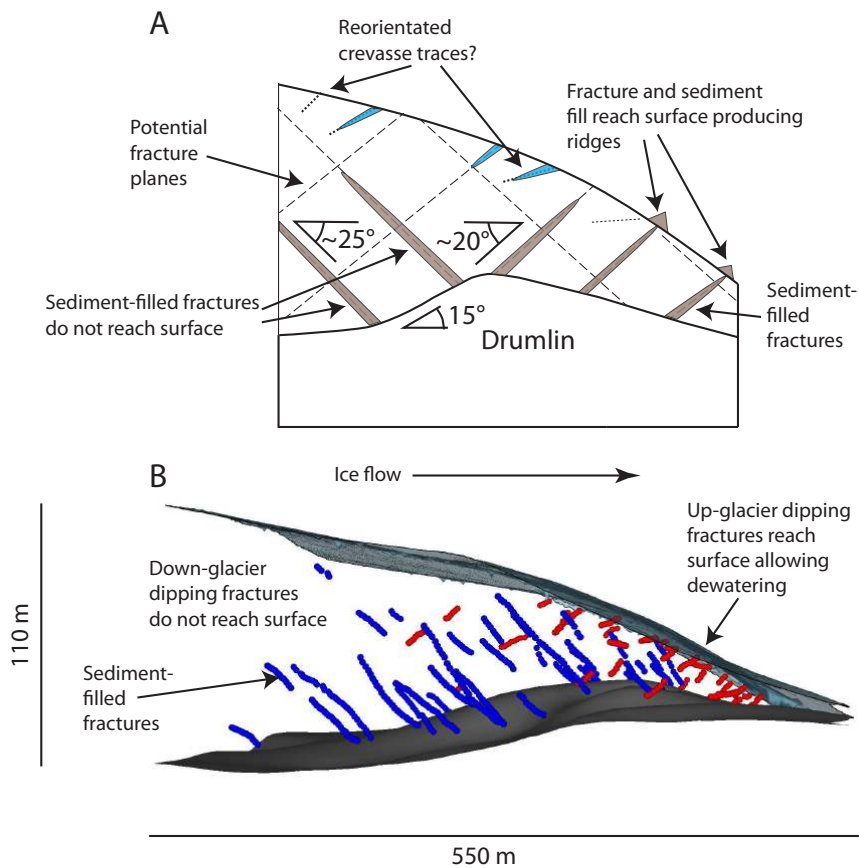 A
Reorientated
crevasse traces?
Fracture and sediment
fill reach surface producing
ridges
Potential
fracture
planes
~25°
~20°
Sediment-filled fractures
do not reach surface
15°
Drumlin
Sediment-
filled
fractures
B
Ice flow
Up-glacier dipping
fractures reach
surface allowing
dewatering
Down-glacier
dipping fractures
do not reach surface
110 m
Sediment-
filled
fractures
550 m